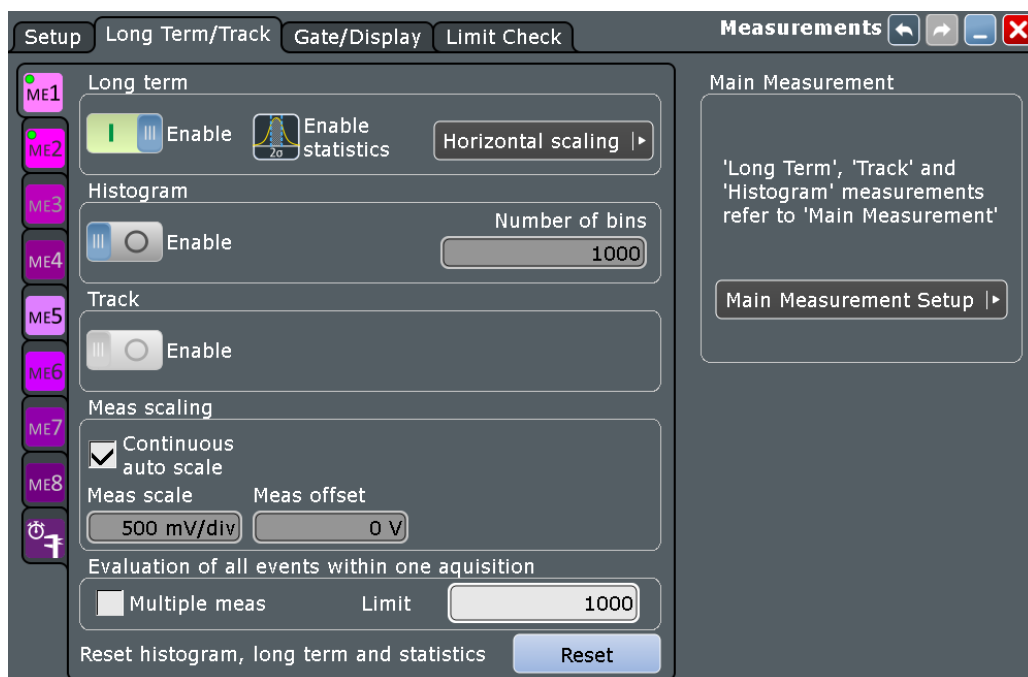 Setup
Long Term/Track
Gate/Display
Limit Check
Measurements
ME1
ME2
ME3
ME4
ME5
ME6
ME7
ME8
Long term
I
Enable
2σ
Enable
statistics
Horizontal scaling
Histogram
Enable
Number of bins
1000
Track
Enable
Meas scaling
Continuous
auto scale
Meas scale
Meas offset
500 mV/div
0 V
Evaluation of all events within one aquisition
Multiple meas
Limit
1000
Reset histogram, long term and statistics
Reset
Main Measurement
'Long Term', 'Track' and
'Histogram' measurements
refer to 'Main Measurement'
Main Measurement Setup